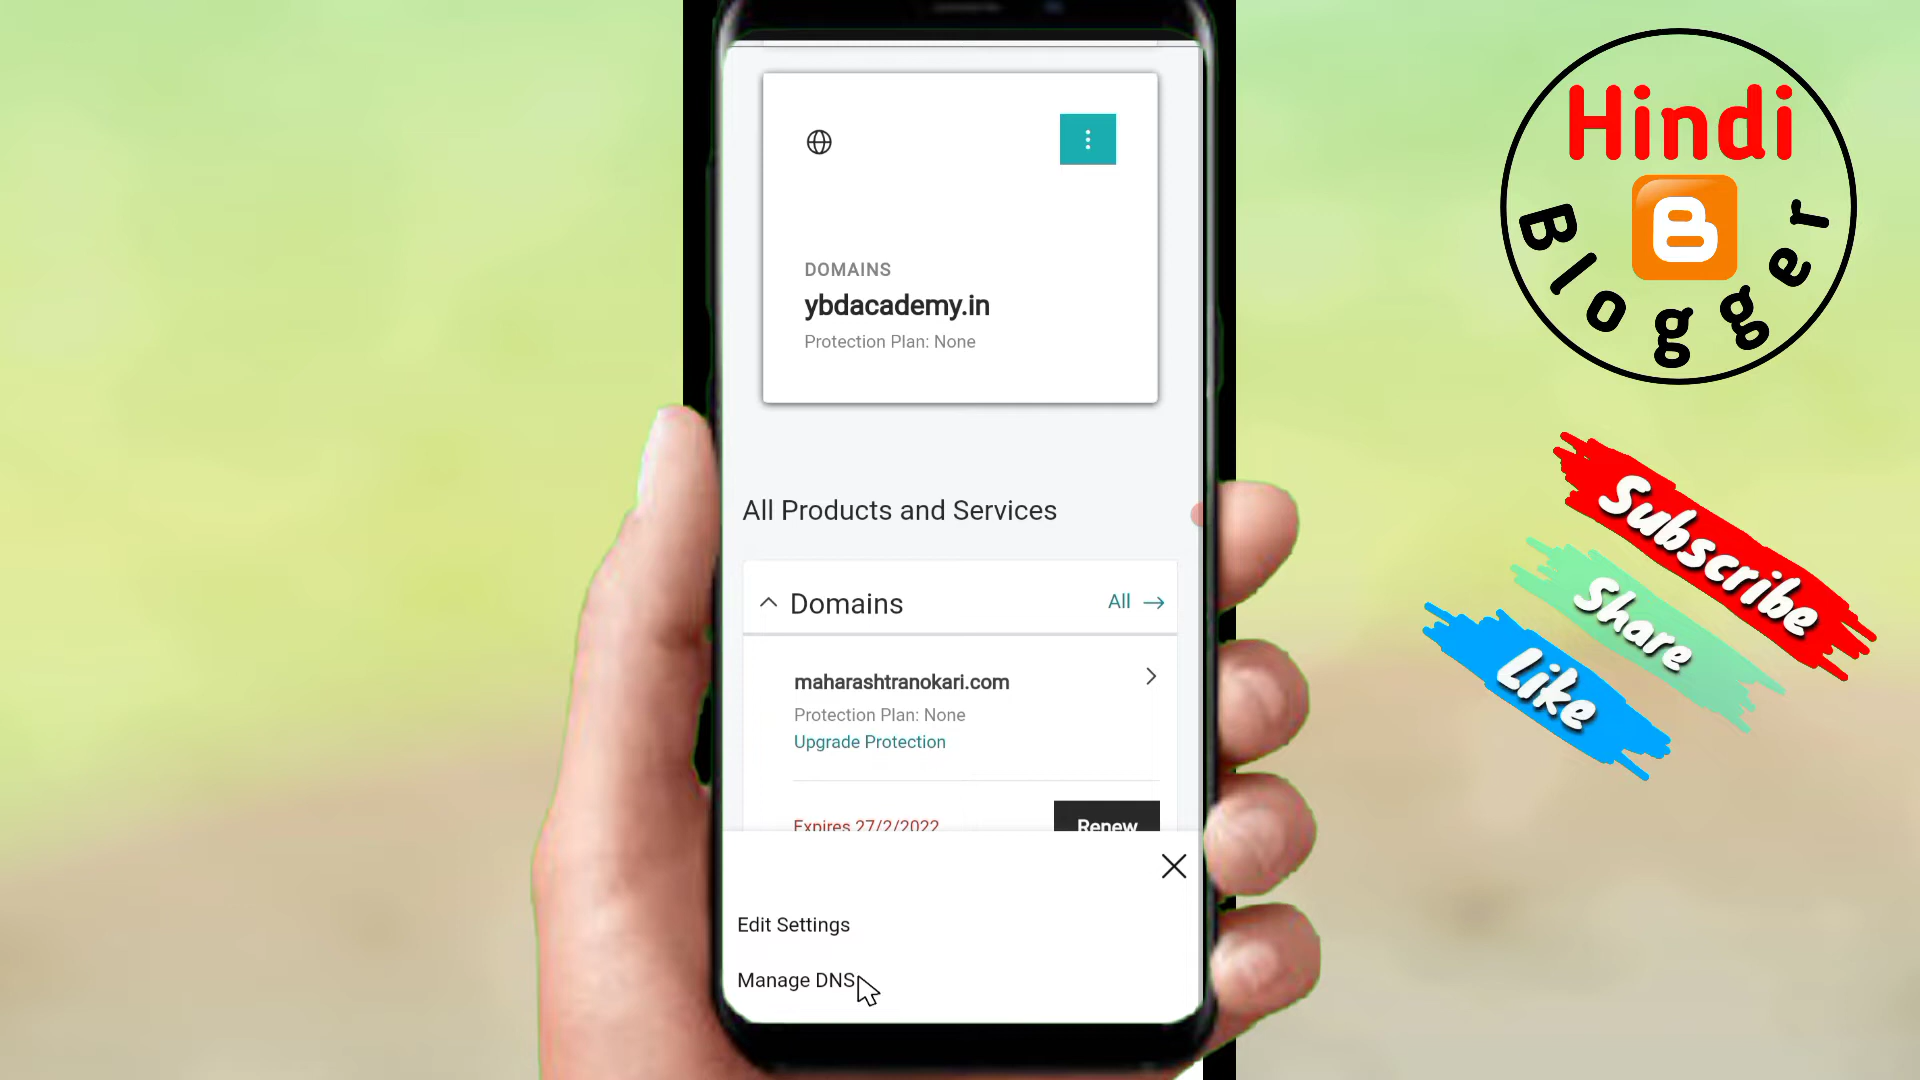 DOMAINS
ybdacademy.in
Protection Plan: None
All Products and Services
Domains
All →
maharashtranokari.com
Protection Plan: None
Upgrade Protection
Expires 27/2/2022
Renew
Edit Settings
Manage DNS
Hindi
B
Blogger
Subscribe
Share
Like